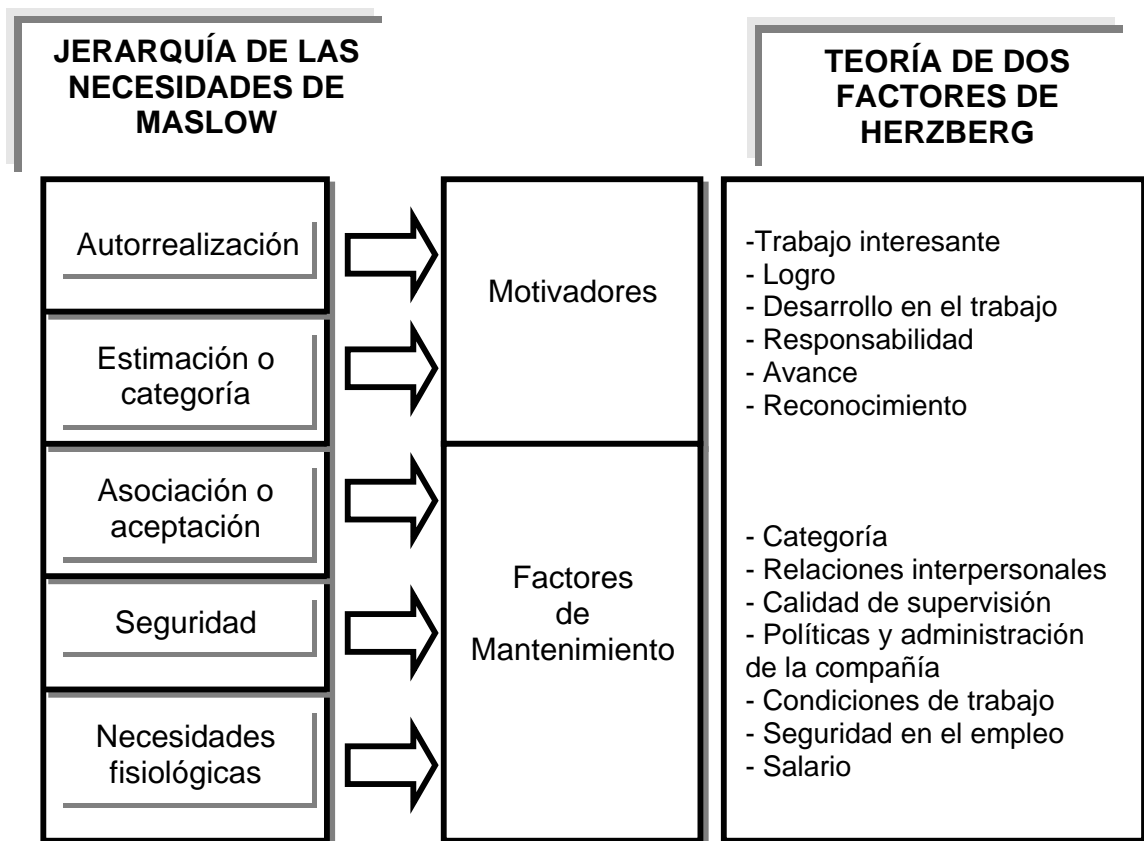 JERARQUÍA DE LAS
NECESIDADES DE
MASLOW
TEORÍA DE DOS
FACTORES DE
HERZBERG
Autorrealización
Estimación o
categoría
Asociación o
aceptación
Seguridad
Necesidades
fisiológicas
Motivadores
Factores
de
Mantenimiento
-Trabajo interesante
- Logro
- Desarrollo en el trabajo
- Responsabilidad
- Avance
- Reconocimiento
- Categoría
- Relaciones interpersonales
- Calidad de supervisión
- Políticas y administración
de la compañía
- Condiciones de trabajo
- Seguridad en el empleo
- Salario